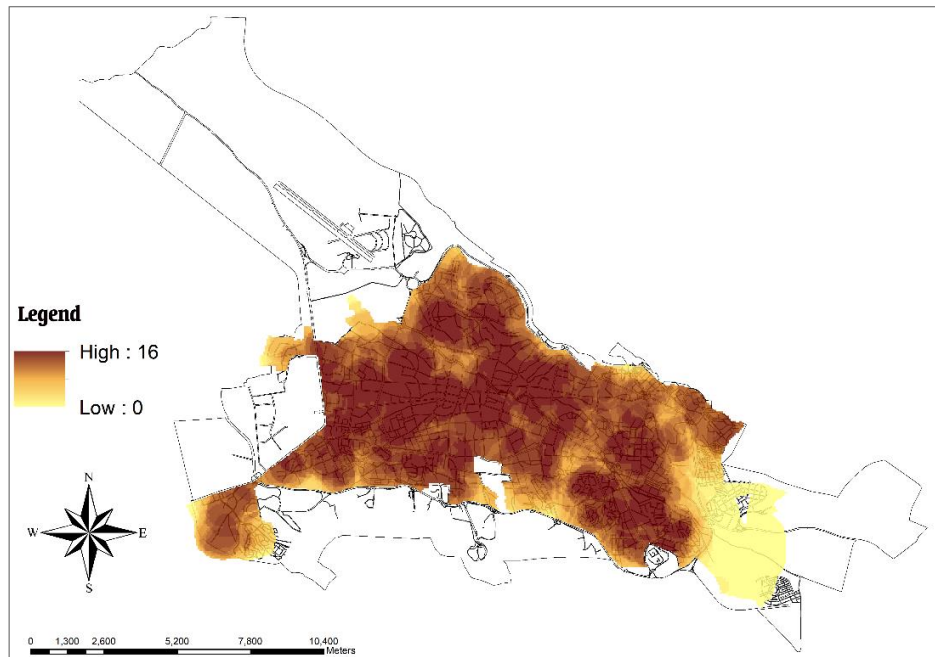 Legend
High : 16
Low : 0
N
W E
S
0 1,300 2,600 5,200 7,800 10,400
Meters